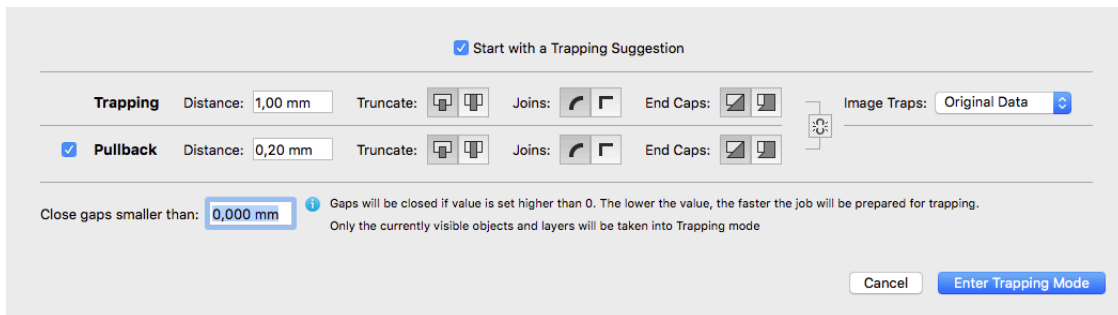 Start with a Trapping Suggestion
Trapping Distance: 1,00 mm Truncate: Joins: End Caps: Image Traps: Original Data
Pullback Distance: 0,20 mm Truncate: Joins: End Caps:
Close gaps smaller than: 0,000 mm Gaps will be closed if value is set higher than 0. The lower the value, the faster the job will be prepared for trapping.
Only the currently visible objects and layers will be taken into Trapping mode
Cancel Enter Trapping Mode